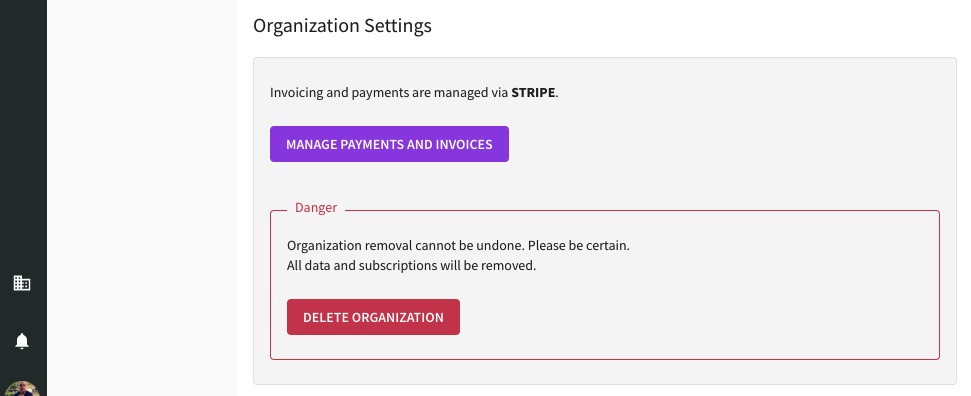 Organization Settings
Invoicing and payments are managed via STRIPE.
MANAGE PAYMENTS AND INVOICES
Danger
Organization removal cannot be undone. Please be certain.
All data and subscriptions will be removed.
DELETE ORGANIZATION